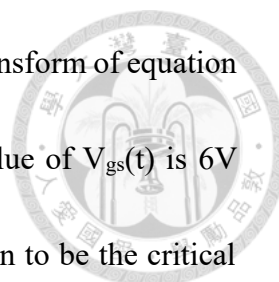 nsform of equation
lue of Vgs(t) is 6V
n to be the critical